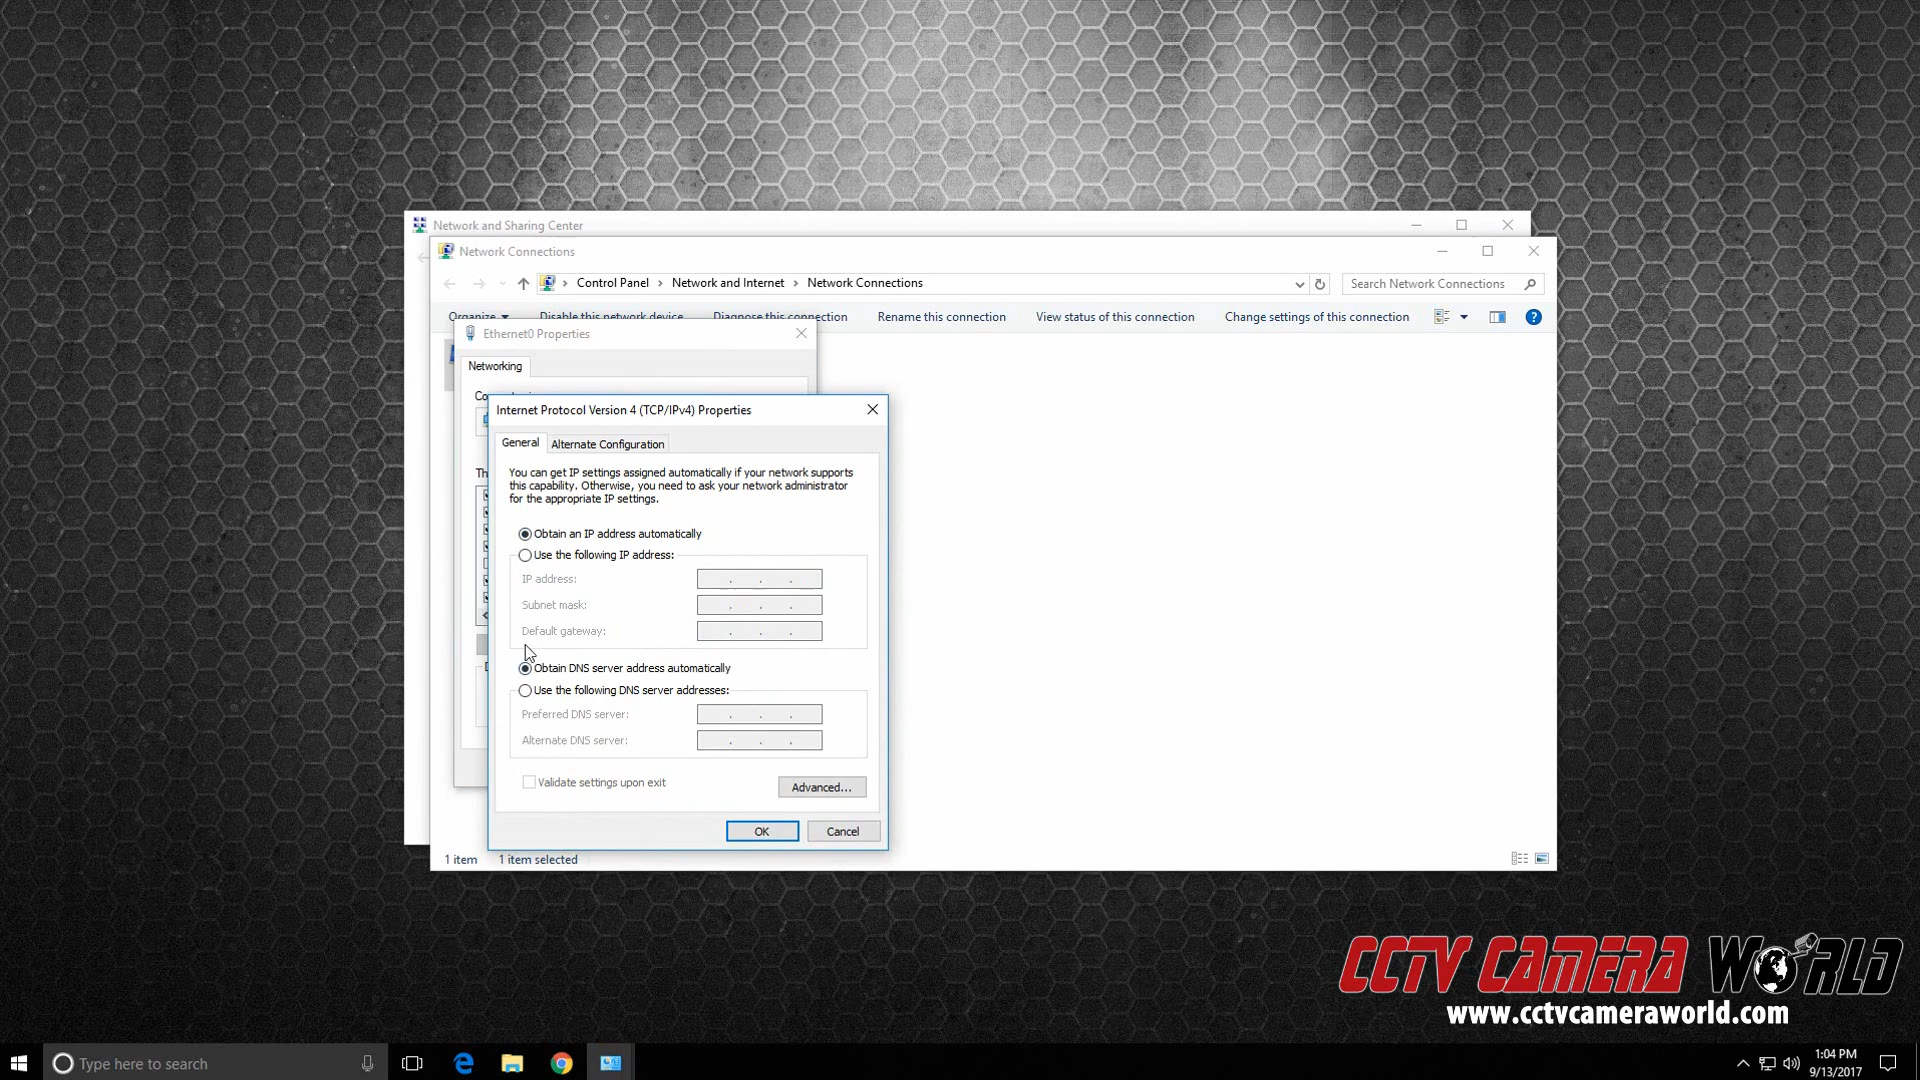 Network and Sharing Center
Network Connections
Control Panel > Network and Internet > Network Connections
Search Network Connections
Organize Disable this network device Diagnose this connection Rename this connection View status of this connection Change settings of this connection
Ethernet0 Properties
Networking
Internet Protocol Version 4 (TCP/IPv4) Properties
General Alternate Configuration
You can get IP settings assigned automatically if your network supports
this capability. Otherwise, you need to ask your network administrator
for the appropriate IP settings.
Obtain an IP address automatically
Use the following IP address:
IP address:
Subnet mask:
Default gateway:
Obtain DNS server address automatically
Use the following DNS server addresses:
Preferred DNS server:
Alternate DNS server:
Validate settings upon exit
Advanced...
OK Cancel
1 item 1 item selected
CCTV CAMERA WORLD
www.cctvcameraworld.com
Type here to search
1:04 PM
9/13/2017